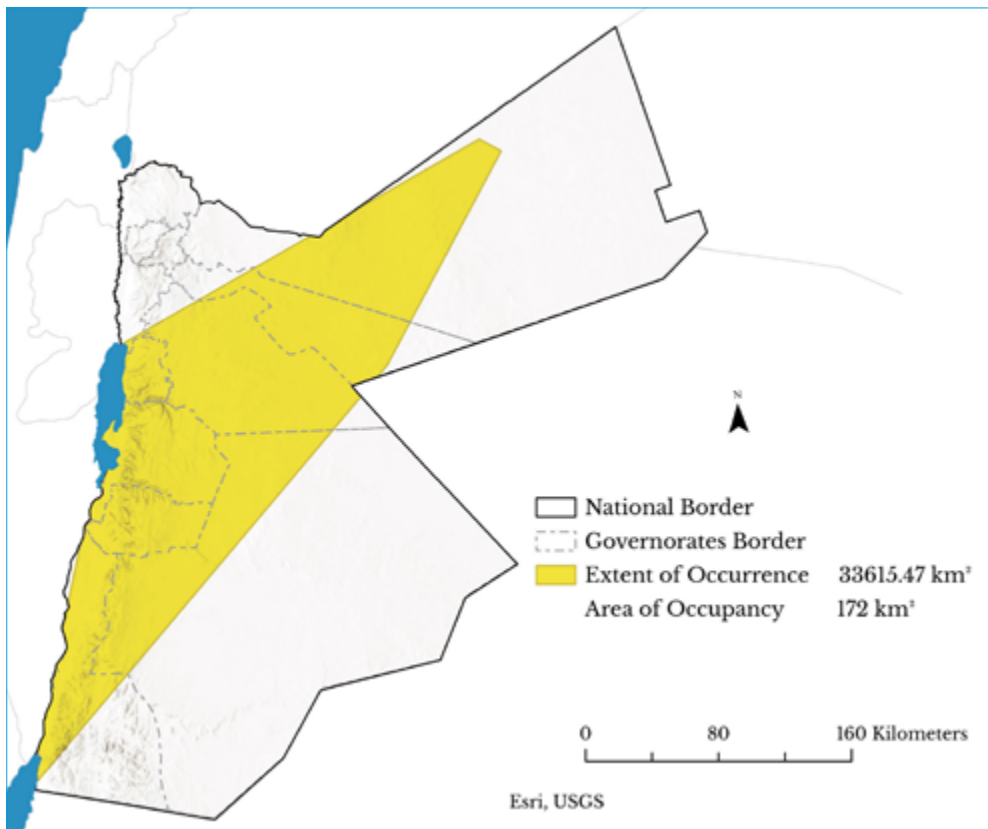 N
National Border
Governorates Border
Extent of Occurrence 33615.47 km²
Area of Occupancy 172 km²
0 80 160 Kilometers
Esri, USGS